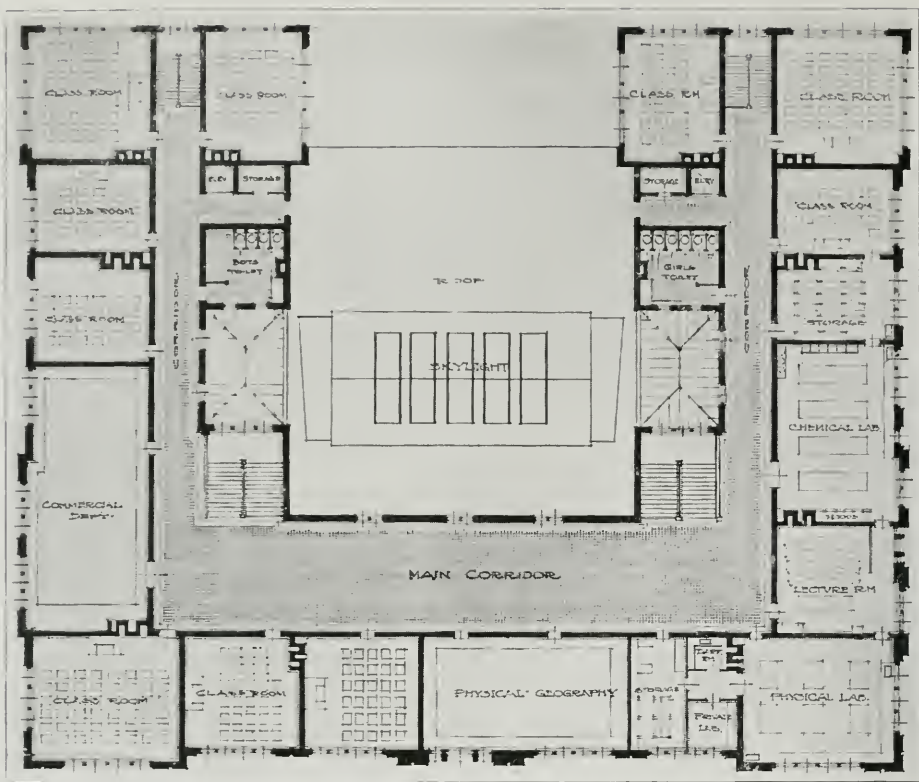 CLASS ROOM
CLASS ROOM
CLASS RM
CLASS ROOM
ELEV
STORAGE
STORAGE
ELEV
CLASS ROOM
CLASS ROOM
BOYS
TOILET
GIRLS
TOILET
ROOF
CLASS ROOM
CORRIDOR
CORRIDOR
STORAGE
SKYLIGHT
CHEMICAL LAB.
COMMERCIAL
DEPT.
MAIN CORRIDOR
LECTURE RM
CLASS ROOM
CLASS ROOM
PHYSICAL GEOGRAPHY
STORAGE
RM
PRIVATE
LAB.
PHYSICAL LAB.